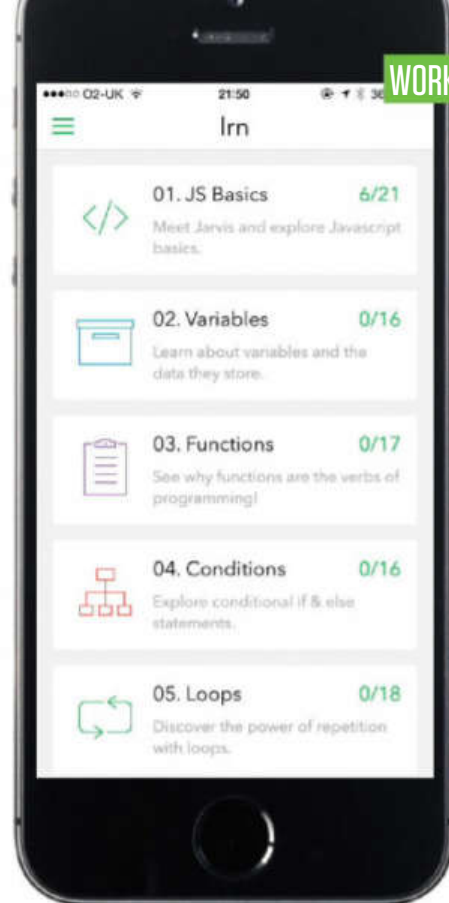 WORK
●●●○○ O2-UK 21:50
lrn
</>
01. JS Basics 6/21
Meet Jarvis and explore Javascript
basics.
02. Variables 0/16
Learn about variables and the
data they store.
03. Functions 0/17
See why functions are the verbs of
programming!
04. Conditions 0/16
Explore conditional if & else
statements.
05. Loops 0/18
Discover the power of repetition
with loops.